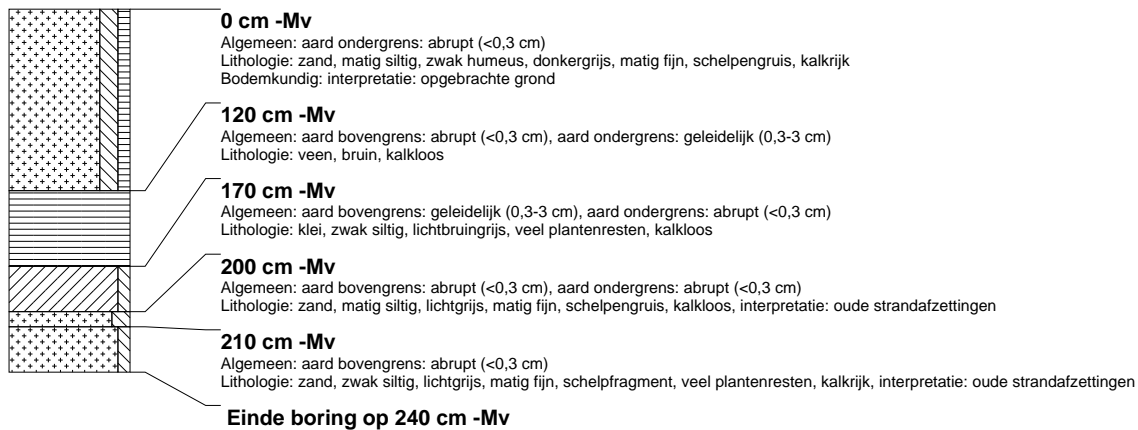 0 cm -Mv
Algemeen: aard ondergrens: abrupt (<0,3 cm)
Lithologie: zand, matig siltig, zwak humeus, donkergrijs, matig fijn, schelpengruis, kalkrijk
Bodemkundig: interpretatie: opgebrachte grond
120 cm -Mv
Algemeen: aard bovengrens: abrupt (<0,3 cm), aard ondergrens: geleidelijk (0,3-3 cm)
Lithologie: veen, bruin, kalkloos
170 cm -Mv
Algemeen: aard bovengrens: geleidelijk (0,3-3 cm), aard ondergrens: abrupt (<0,3 cm)
Lithologie: klei, zwak siltig, lichtbruingrijs, veel plantenresten, kalkloos
200 cm -Mv
Algemeen: aard bovengrens: abrupt (<0,3 cm), aard ondergrens: abrupt (<0,3 cm)
Lithologie: zand, matig siltig, lichtgrijs, matig fijn, schelpengruis, kalkloos, interpretatie: oude strandafzettingen
210 cm -Mv
Algemeen: aard bovengrens: abrupt (<0,3 cm)
Lithologie: zand, zwak siltig, lichtgrijs, matig fijn, schelpfragment, veel plantenresten, kalkrijk, interpretatie: oude strandafzettingen
Einde boring op 240 cm -Mv